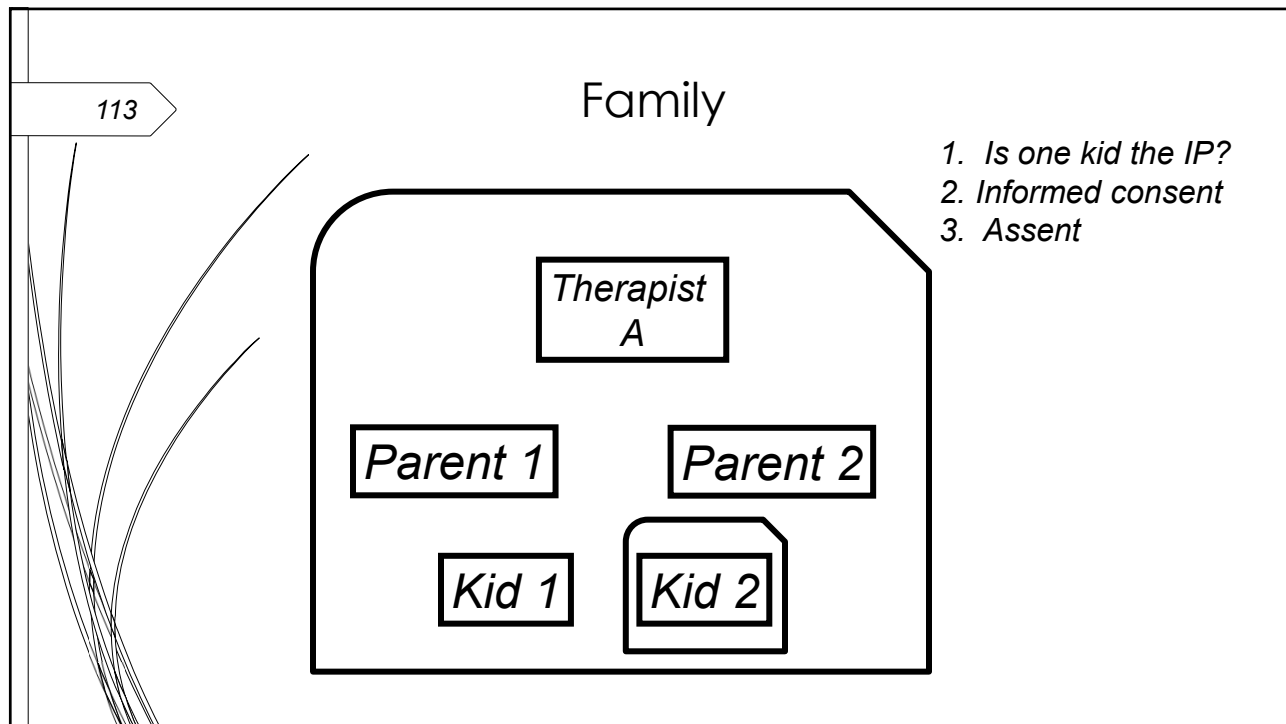 113
Family
1. Is one kid the IP?
2. Informed consent
3. Assent
Therapist
A
Parent 1
Parent 2
Kid 1
Kid 2